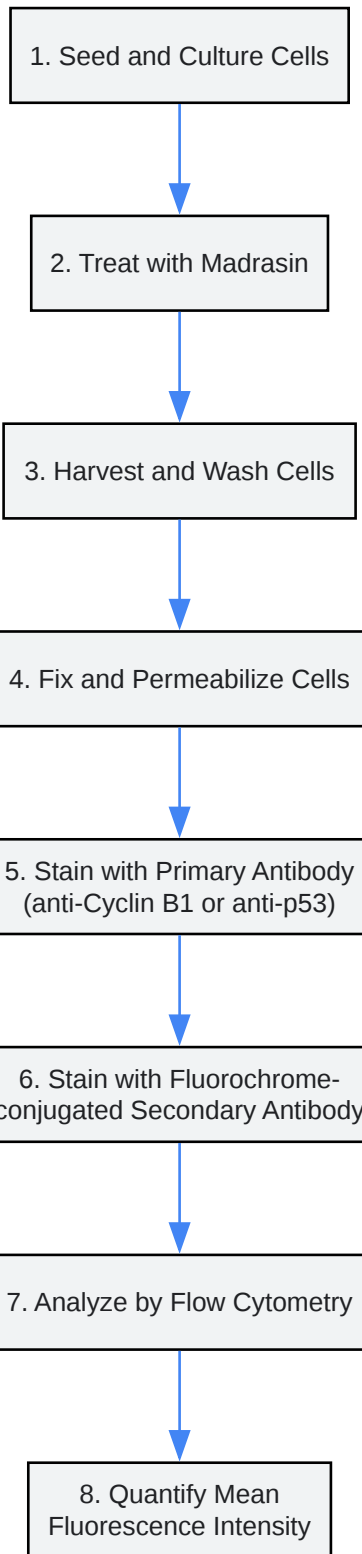 1. Seed and Culture Cells
2. Treat with Madrasin
3. Harvest and Wash Cells
4. Fix and Permeabilize Cells
5. Stain with Primary Antibody
(anti-Cyclin B1 or anti-p53)
6. Stain with Fluorochrome-
conjugated Secondary Antibody
7. Analyze by Flow Cytometry
8. Quantify Mean
Fluorescence Intensity